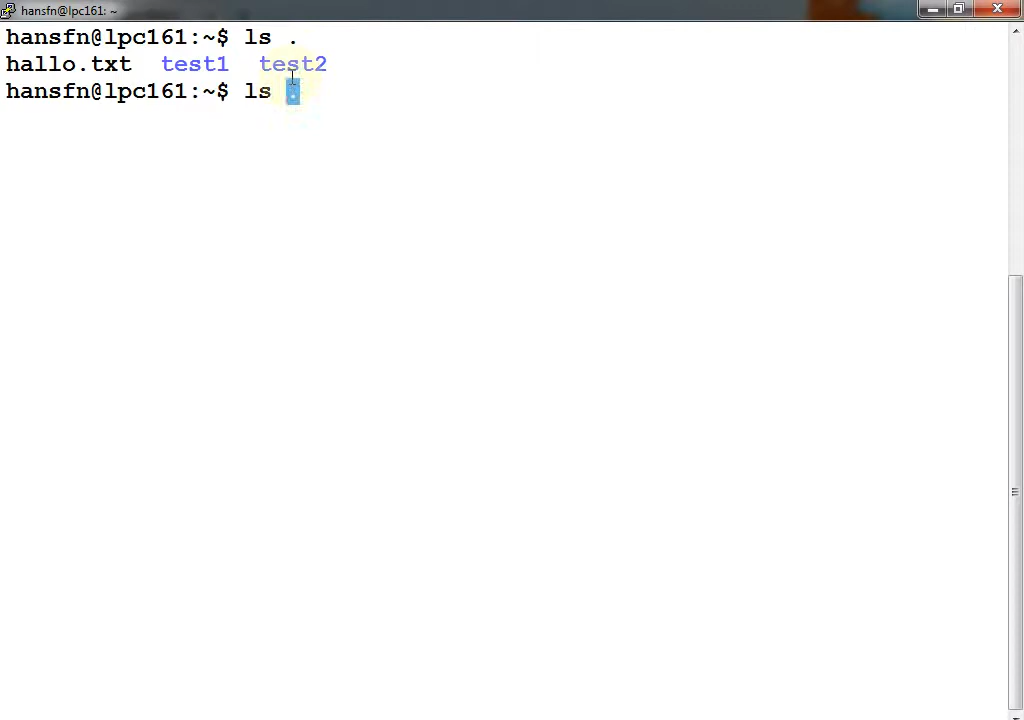 hansfn@lpc161: ~
hansfn@lpc161:~$ ls .
hallo.txt  test1  test2
hansfn@lpc161:~$ ls .